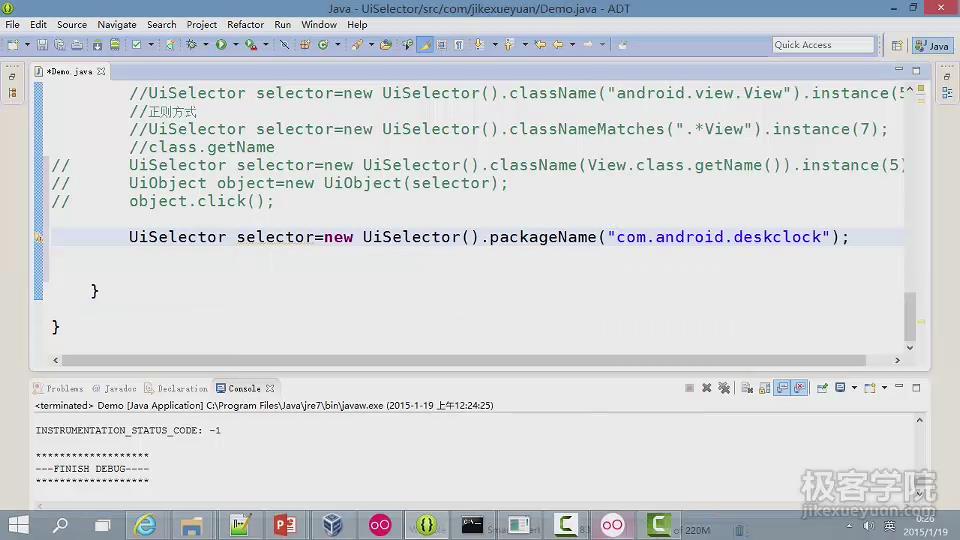 Java - UiSelector/src/com/jikexueyuan/Demo.java - ADT
File Edit Source Navigate Search Project Refactor Run Window Help
Quick Access
Java
*Demo.java
//UiSelector selector=new UiSelector().className("android.view.View").instance(5
//正则方式
//UiSelector selector=new UiSelector().classNameMatches(".*View").instance(7);
//class.getName
// UiSelector selector=new UiSelector().className(View.class.getName()).instance(5)
// UiObject object=new UiObject(selector);
// object.click();
UiSelector selector=new UiSelector().packageName("com.android.deskclock");
}
}
Problems @ Javadoc Declaration Console
<terminated> Demo [Java Application] C:\Program Files\Java\jre7\bin\javaw.exe (2015-1-19 上午12:24:25)
INSTRUMENTATION_STATUS_CODE: -1
*******************
---FINISH DEBUG----
*******************
极客学院
jikexueyuan.com
of 220M
英
0:26
2015/1/19